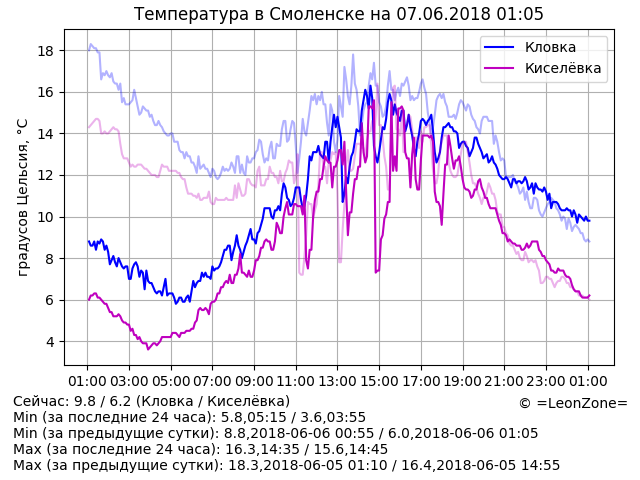 Температура в Смоленске на 07.06.2018 01:05
Кловка
Киселёвка
градусов Цельсия, °C
18
16
14
12
10
8
6
4
01:00 03:00 05:00 07:00 09:00 11:00 13:00 15:00 17:00 19:00 21:00 23:00 01:00
Сейчас: 9.8 / 6.2 (Кловка / Киселёвка)
© =LeonZone=
Min (за последние 24 часа): 5.8,05:15 / 3.6,03:55
Min (за предыдущие сутки): 8.8,2018-06-06 00:55 / 6.0,2018-06-06 01:05
Max (за последние 24 часа): 16.3,14:35 / 15.6,14:45
Max (за предыдущие сутки): 18.3,2018-06-05 01:10 / 16.4,2018-06-05 14:55